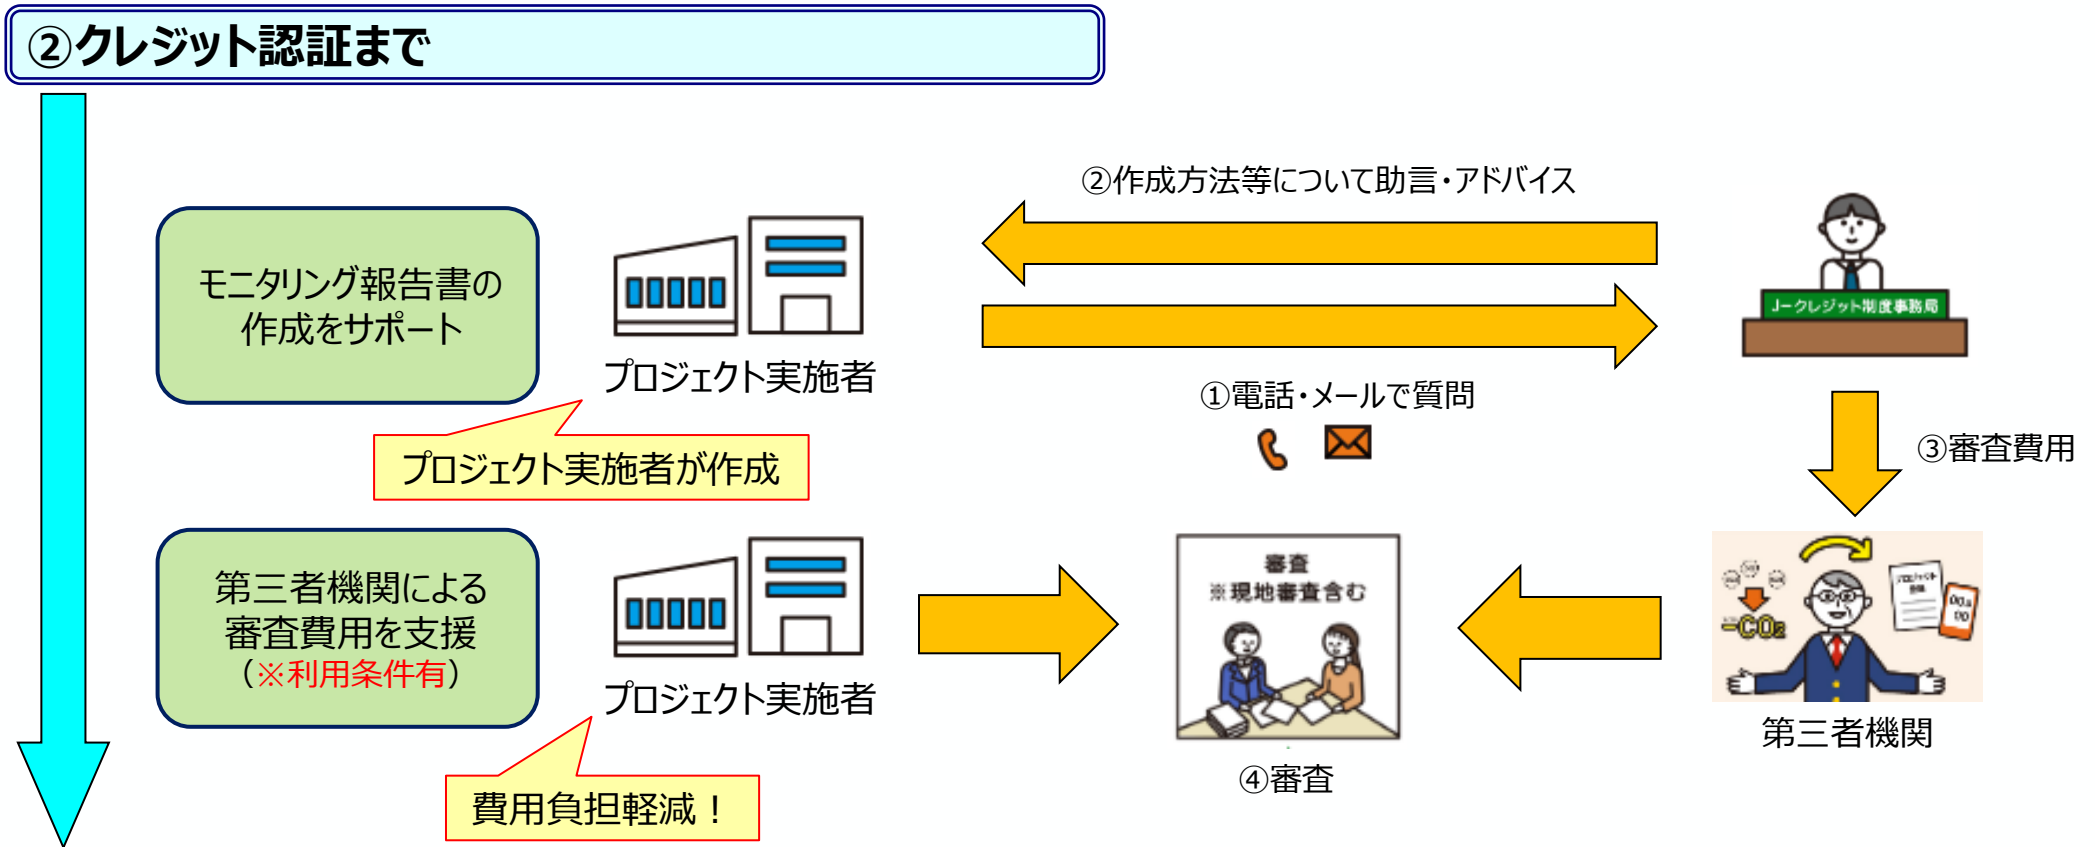 ②クレジット認証まで
②作成方法等について助言・アドバイス
モニタリング報告書の
作成をサポート
プロジェクト実施者
J－クレジット制度事務局
①電話・メールで質問
プロジェクト実施者が作成
③審査費用
第三者機関による
審査費用を支援
（※利用条件有）
プロジェクト実施者
審査
※現地審査含む
－CO₂
第三者機関
④審査
費用負担軽減！